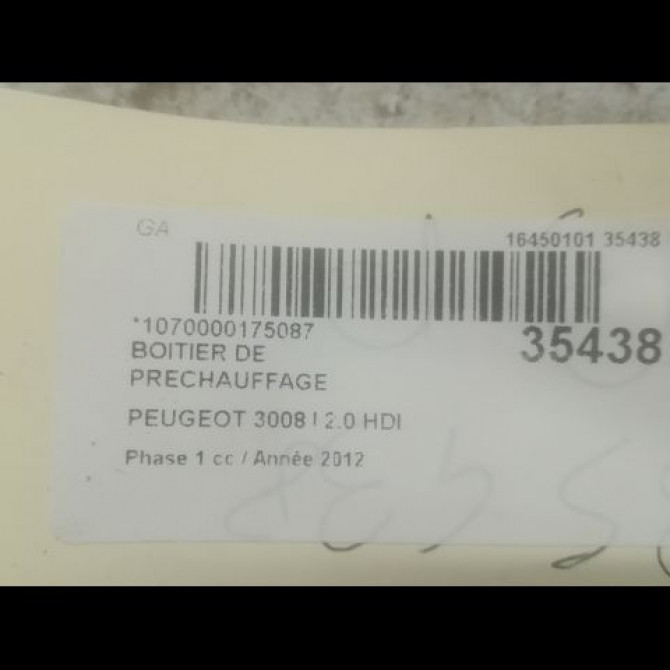 GA
16450101 35438
*1070000175087
35438
BOITIER DE
PRECHAUFFAGE
PEUGEOT 3008 I 2.0 HDI
Phase 1 cc / Année 2012